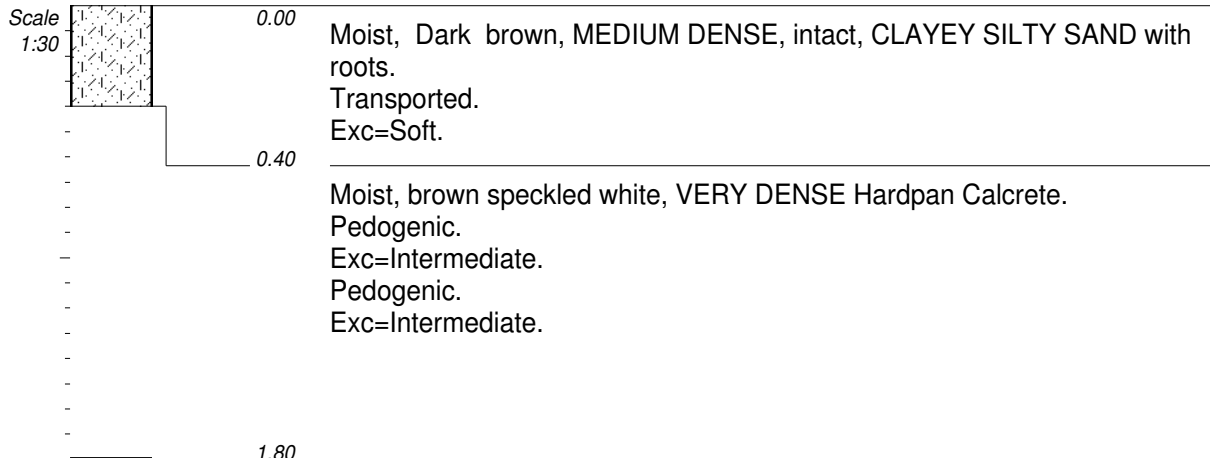 Scale
1:30
0.00
Moist, Dark brown, MEDIUM DENSE, intact, CLAYEY SILTY SAND with
roots.
Transported.
Exc=Soft.
0.40
Moist, brown speckled white, VERY DENSE Hardpan Calcrete.
Pedogenic.
Exc=Intermediate.
Pedogenic.
Exc=Intermediate.
1.80